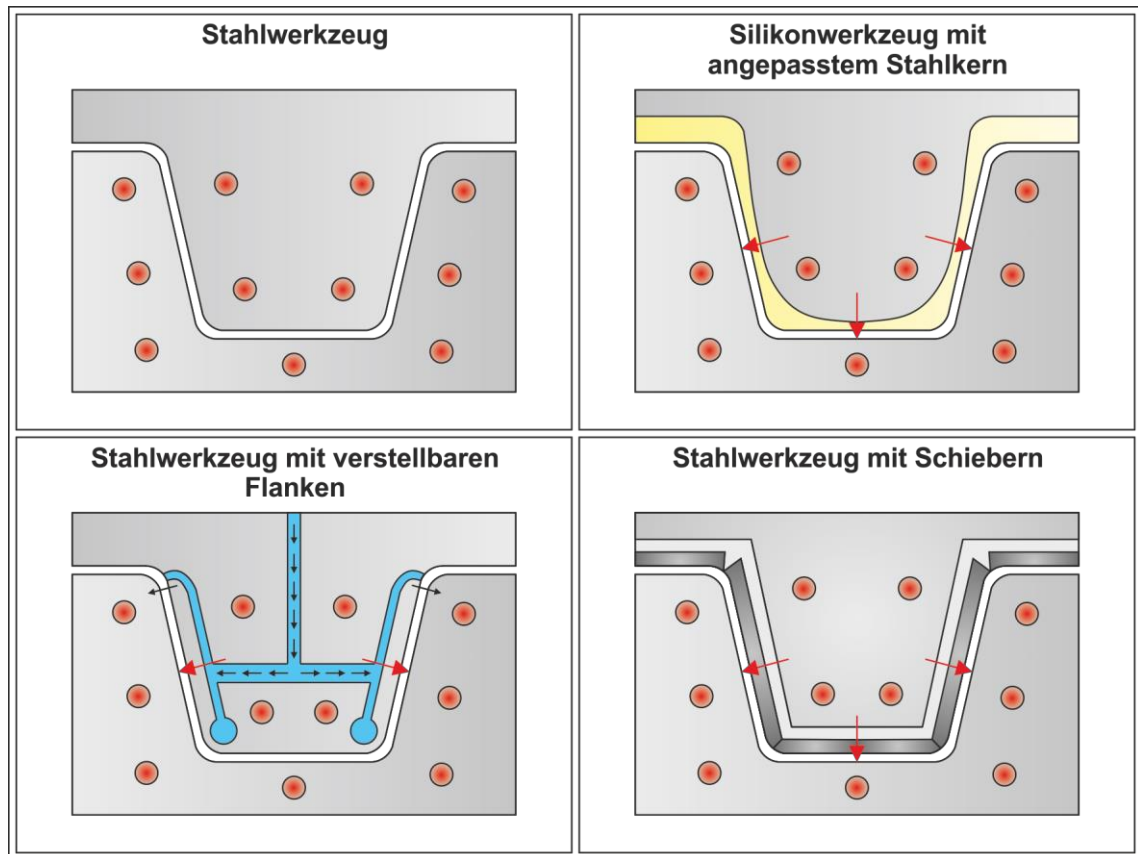 Stahlwerkzeug
Silikonwerkzeug mit
angepasstem Stahlkern
Stahlwerkzeug mit verstellbaren
Flanken
Stahlwerkzeug mit Schiebern